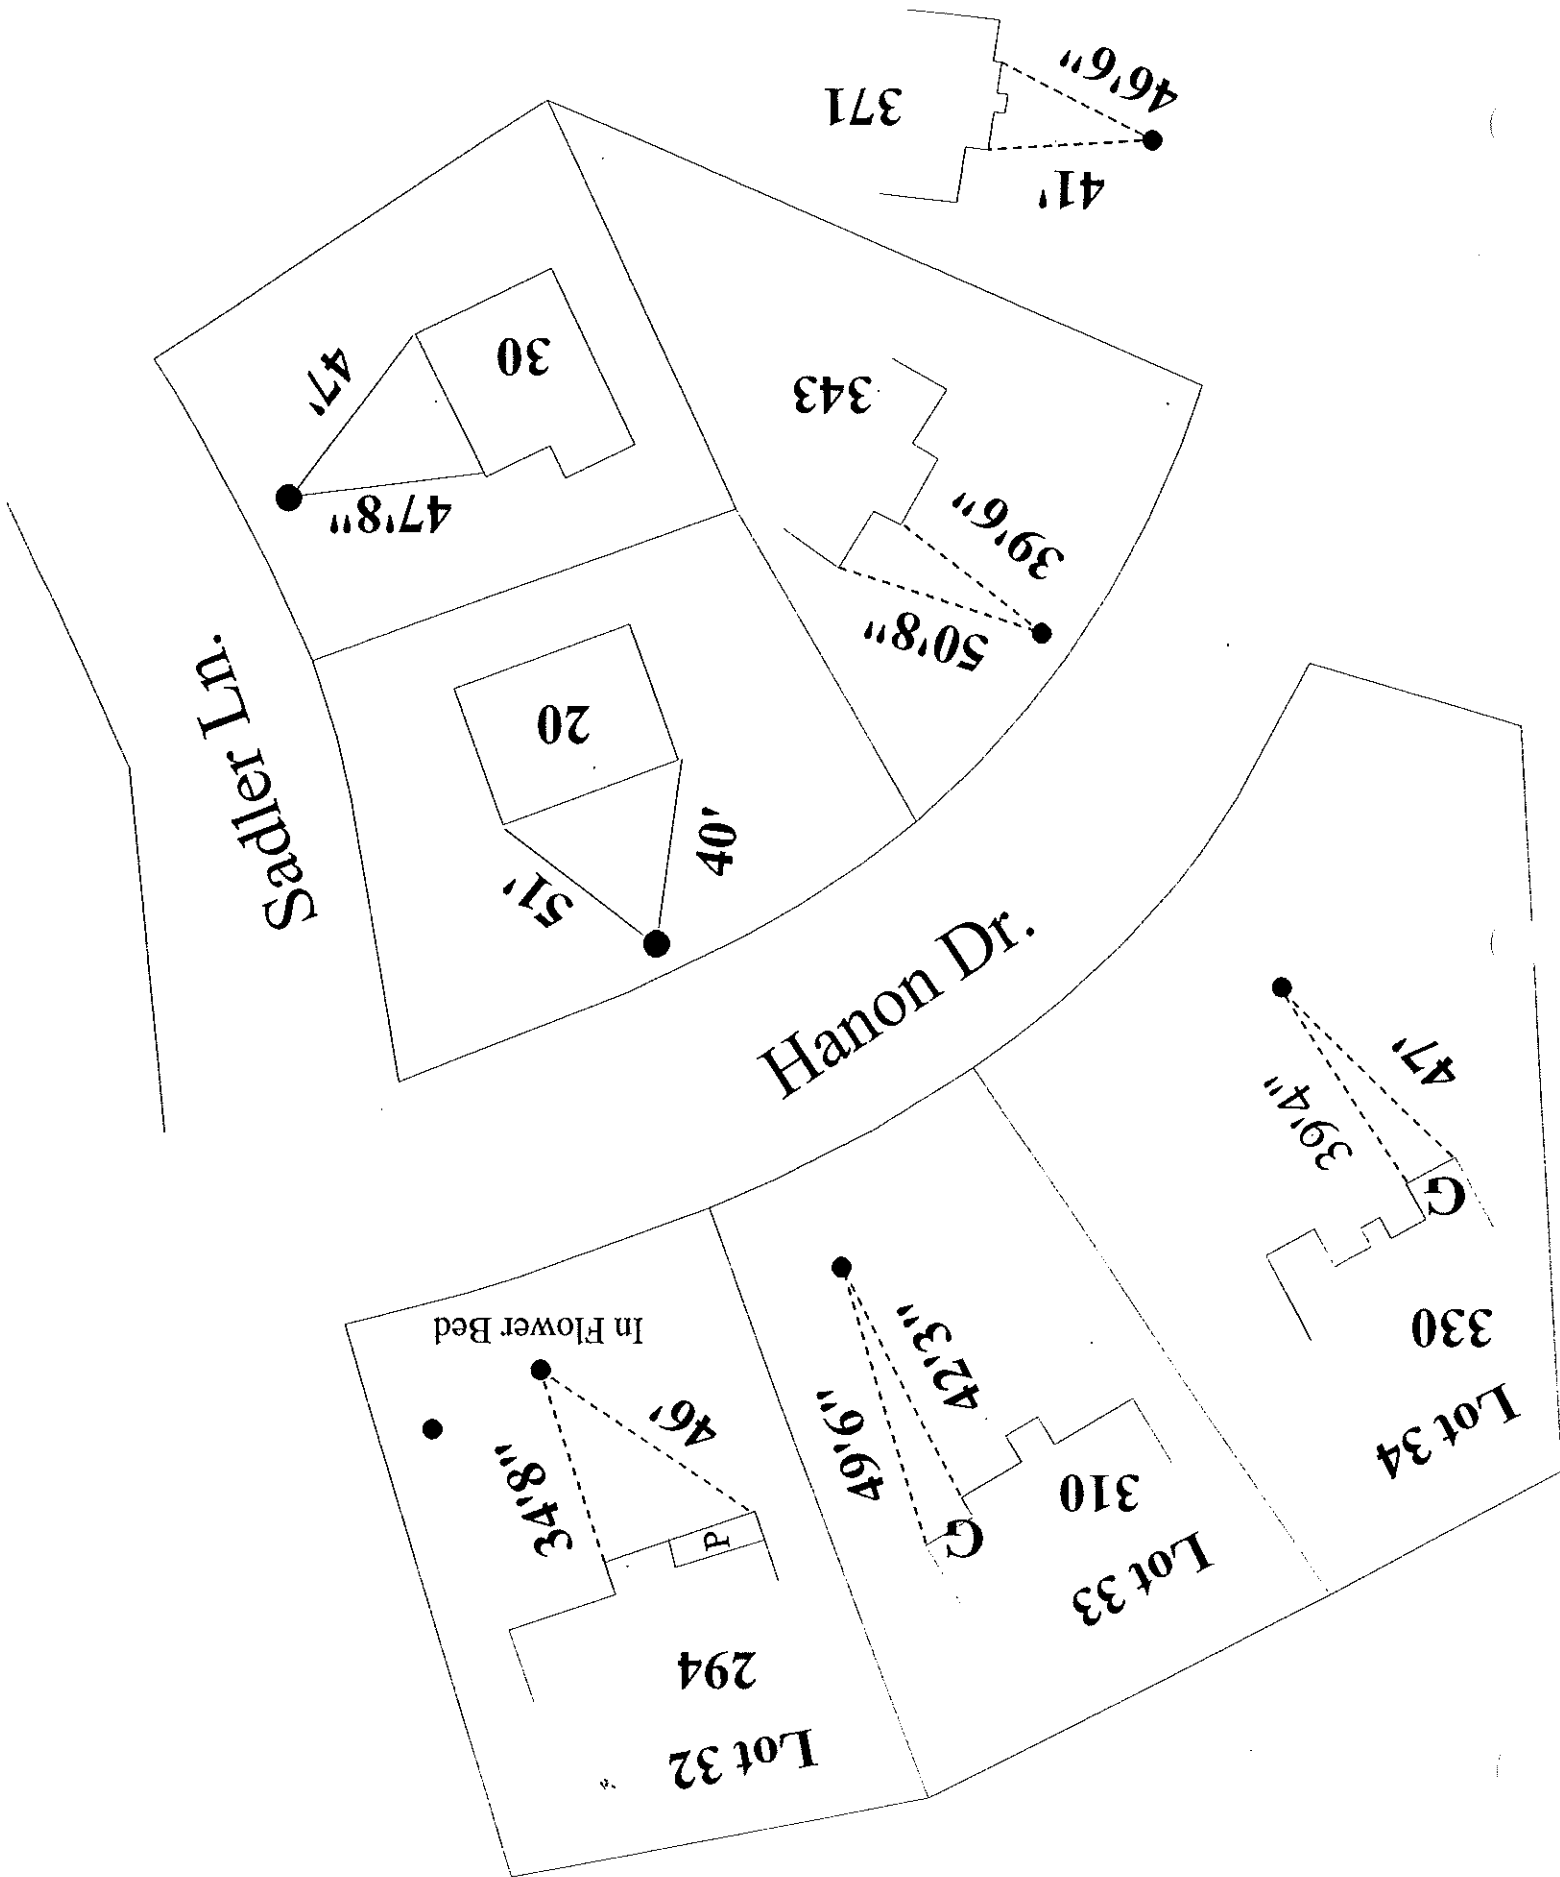 371
46'6"
41'
30
47'
47'8"
343
39'6"
50'8"
Sadler Ln.
20
51'
40'
Hanon Dr.
47'
39'4"
G
330
Lot 34
In Flower Bed
46'
34'8"
P
294
Lot 32
42'3"
49'6"
G
310
Lot 33